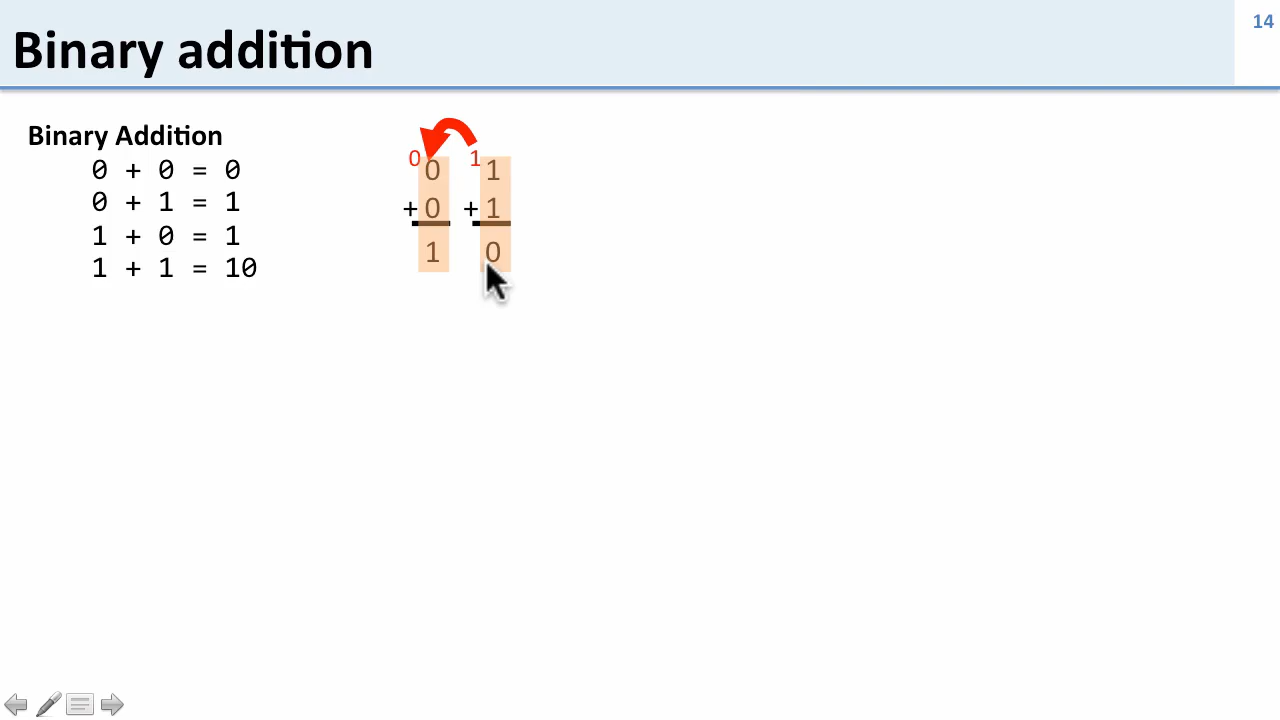 14
Binary addition
Binary Addition
0 + 0 = 0
0 + 1 = 1
1 + 0 = 1
1 + 1 = 10
0 0 1 1
+ 0 + 1
1 0